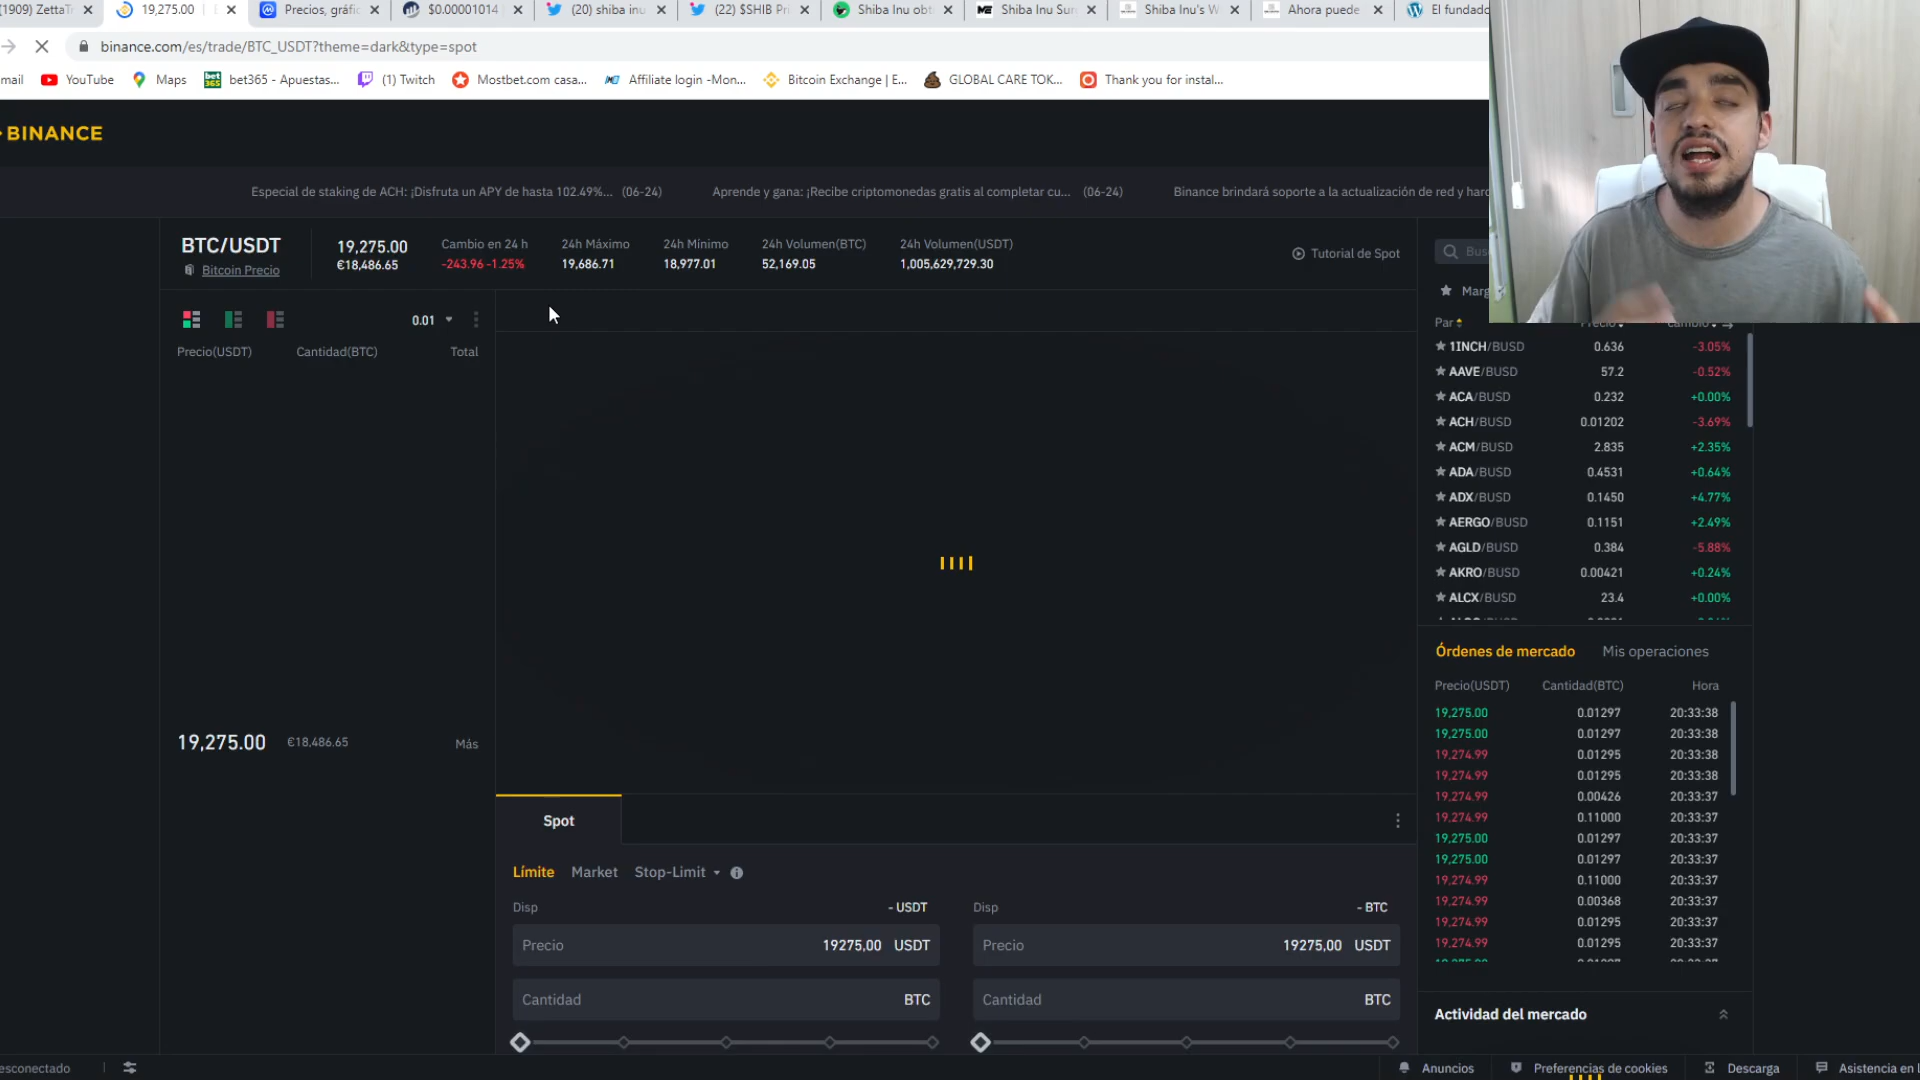 (1909) ZettaTr
19,275.00
Precios, gráfic
$0.00001014
(20) shiba inu
(22) $SHIB Pri
Shiba Inu obt
Shiba Inu Sur
Shiba Inu's W
Ahora puede
El fundado
binance.com/es/trade/BTC_USDT?theme=dark&type=spot
mail
YouTube
Maps
bet365 - Apuestas...
(1) Twitch
Mostbet.com casa...
Affiliate login -Mon...
Bitcoin Exchange | E...
GLOBAL CARE TOK...
Thank you for instal...
BINANCE
Especial de staking de ACH: ¡Disfruta un APY de hasta 102.49%... (06-24)
Aprende y gana: ¡Recibe criptomonedas gratis al completar cu... (06-24)
Binance brindará soporte a la actualización de red y hard
BTC/USDT
Bitcoin Precio
19,275.00
€18,486.65
Cambio en 24 h
-243.96 -1.25%
24h Máximo
19,686.71
24h Mínimo
18,977.01
24h Volumen(BTC)
52,169.05
24h Volumen(USDT)
1,005,629,729.30
Tutorial de Spot
0.01
Precio(USDT) Cantidad(BTC) Total
19,275.00 €18,486.65 Más
Spot
Límite Market Stop-Limit
Disp - USDT
Precio 19275,00 USDT
Cantidad BTC
Disp - BTC
Precio 19275,00 USDT
Cantidad BTC
Bus
Marg
Par Precio Cambio
1INCH/BUSD 0.636 -3.05%
AAVE/BUSD 57.2 -0.52%
ACA/BUSD 0.232 +0.00%
ACH/BUSD 0.01202 -3.69%
ACM/BUSD 2.835 +2.35%
ADA/BUSD 0.4531 +0.64%
ADX/BUSD 0.1450 +4.77%
AERGO/BUSD 0.1151 +2.49%
AGLD/BUSD 0.384 -5.88%
AKRO/BUSD 0.00421 +0.24%
ALCX/BUSD 23.4 +0.00%
Órdenes de mercado Mis operaciones
Precio(USDT) Cantidad(BTC) Hora
19,275.00 0.01297 20:33:38
19,275.00 0.01297 20:33:38
19,274.99 0.01295 20:33:38
19,274.99 0.01295 20:33:38
19,274.99 0.00426 20:33:37
19,274.99 0.11000 20:33:37
19,275.00 0.01297 20:33:37
19,275.00 0.01297 20:33:37
19,274.99 0.11000 20:33:37
19,274.99 0.00368 20:33:37
19,274.99 0.01295 20:33:37
19,274.99 0.01295 20:33:37
Actividad del mercado
esconectado
Anuncios
Preferencias de cookies
Descarga
Asistencia en l